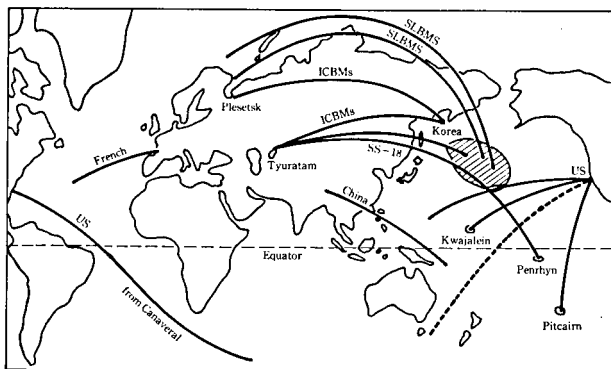 SLBMS
SLBMS
ICBMs
Plesetsk
ICBMs
Korea
French
Tyuratam
SS-18
US
China
US
Kwajalein
Equator
Penrhyn
from Canaveral
Pitcairn